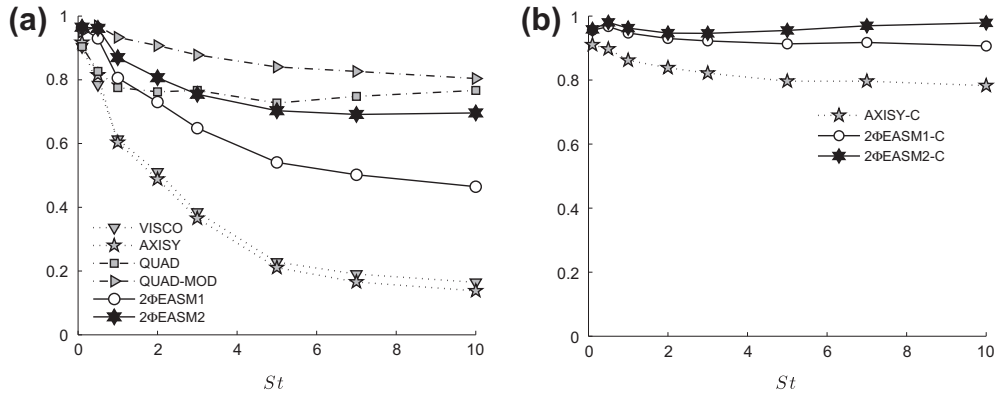 (a)
1
0.8
0.6
0.4
0.2
0
VISCO
AXISY
QUAD
QUAD-MOD
2ΦEASM1
2ΦEASM2
0 2 4 6 8 10
St
(b)
1
0.8
0.6
0.4
0.2
0
AXISY-C
2ΦEASM1-C
2ΦEASM2-C
0 2 4 6 8 10
St